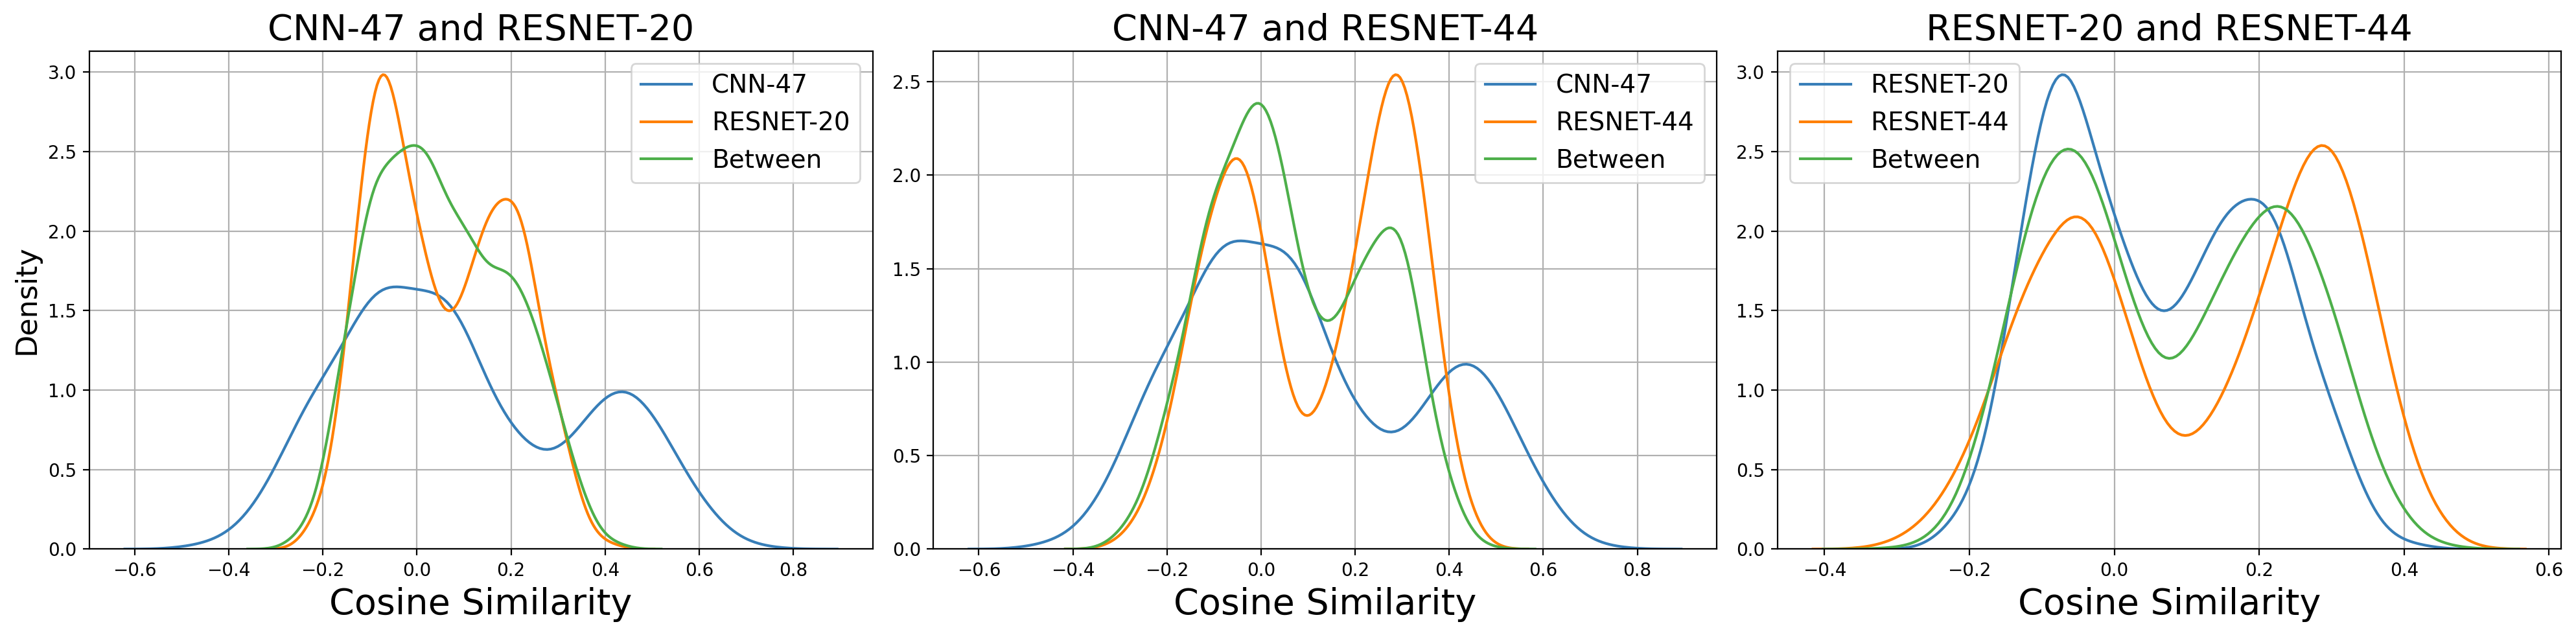 CNN-47 and RESNET-20
Density
3.0
2.5
2.0
1.5
1.0
0.5
0.0
CNN-47
RESNET-20
Between
−0.6 −0.4 −0.2 0.0 0.2 0.4 0.6 0.8
Cosine Similarity
CNN-47 and RESNET-44
2.5
2.0
1.5
1.0
0.5
0.0
CNN-47
RESNET-44
Between
−0.6 −0.4 −0.2 0.0 0.2 0.4 0.6 0.8
Cosine Similarity
RESNET-20 and RESNET-44
3.0
2.5
2.0
1.5
1.0
0.5
0.0
RESNET-20
RESNET-44
Between
−0.4 −0.2 0.0 0.2 0.4 0.6
Cosine Similarity